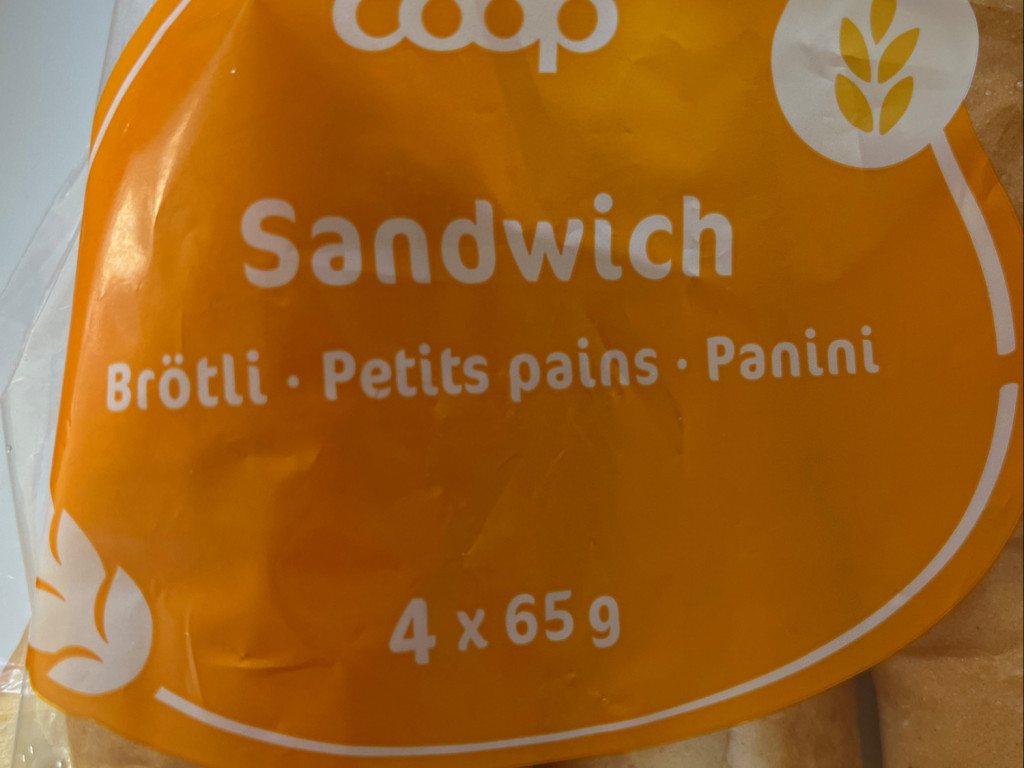 coop
Sandwich
Brötli · Petits pains · Panini
4 x 65 g